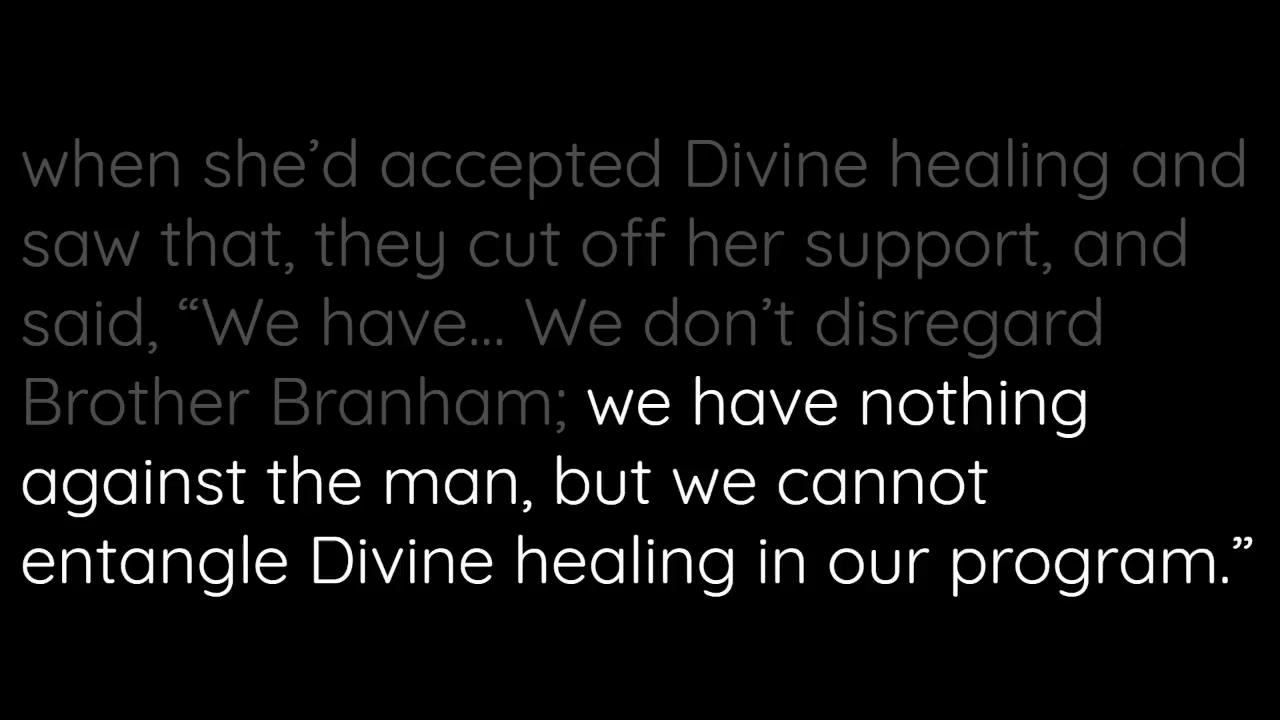 when she’d accepted Divine healing and
saw that, they cut off her support, and
said, “We have... We don’t disregard
Brother Branham; we have nothing
against the man, but we cannot
entangle Divine healing in our program.”